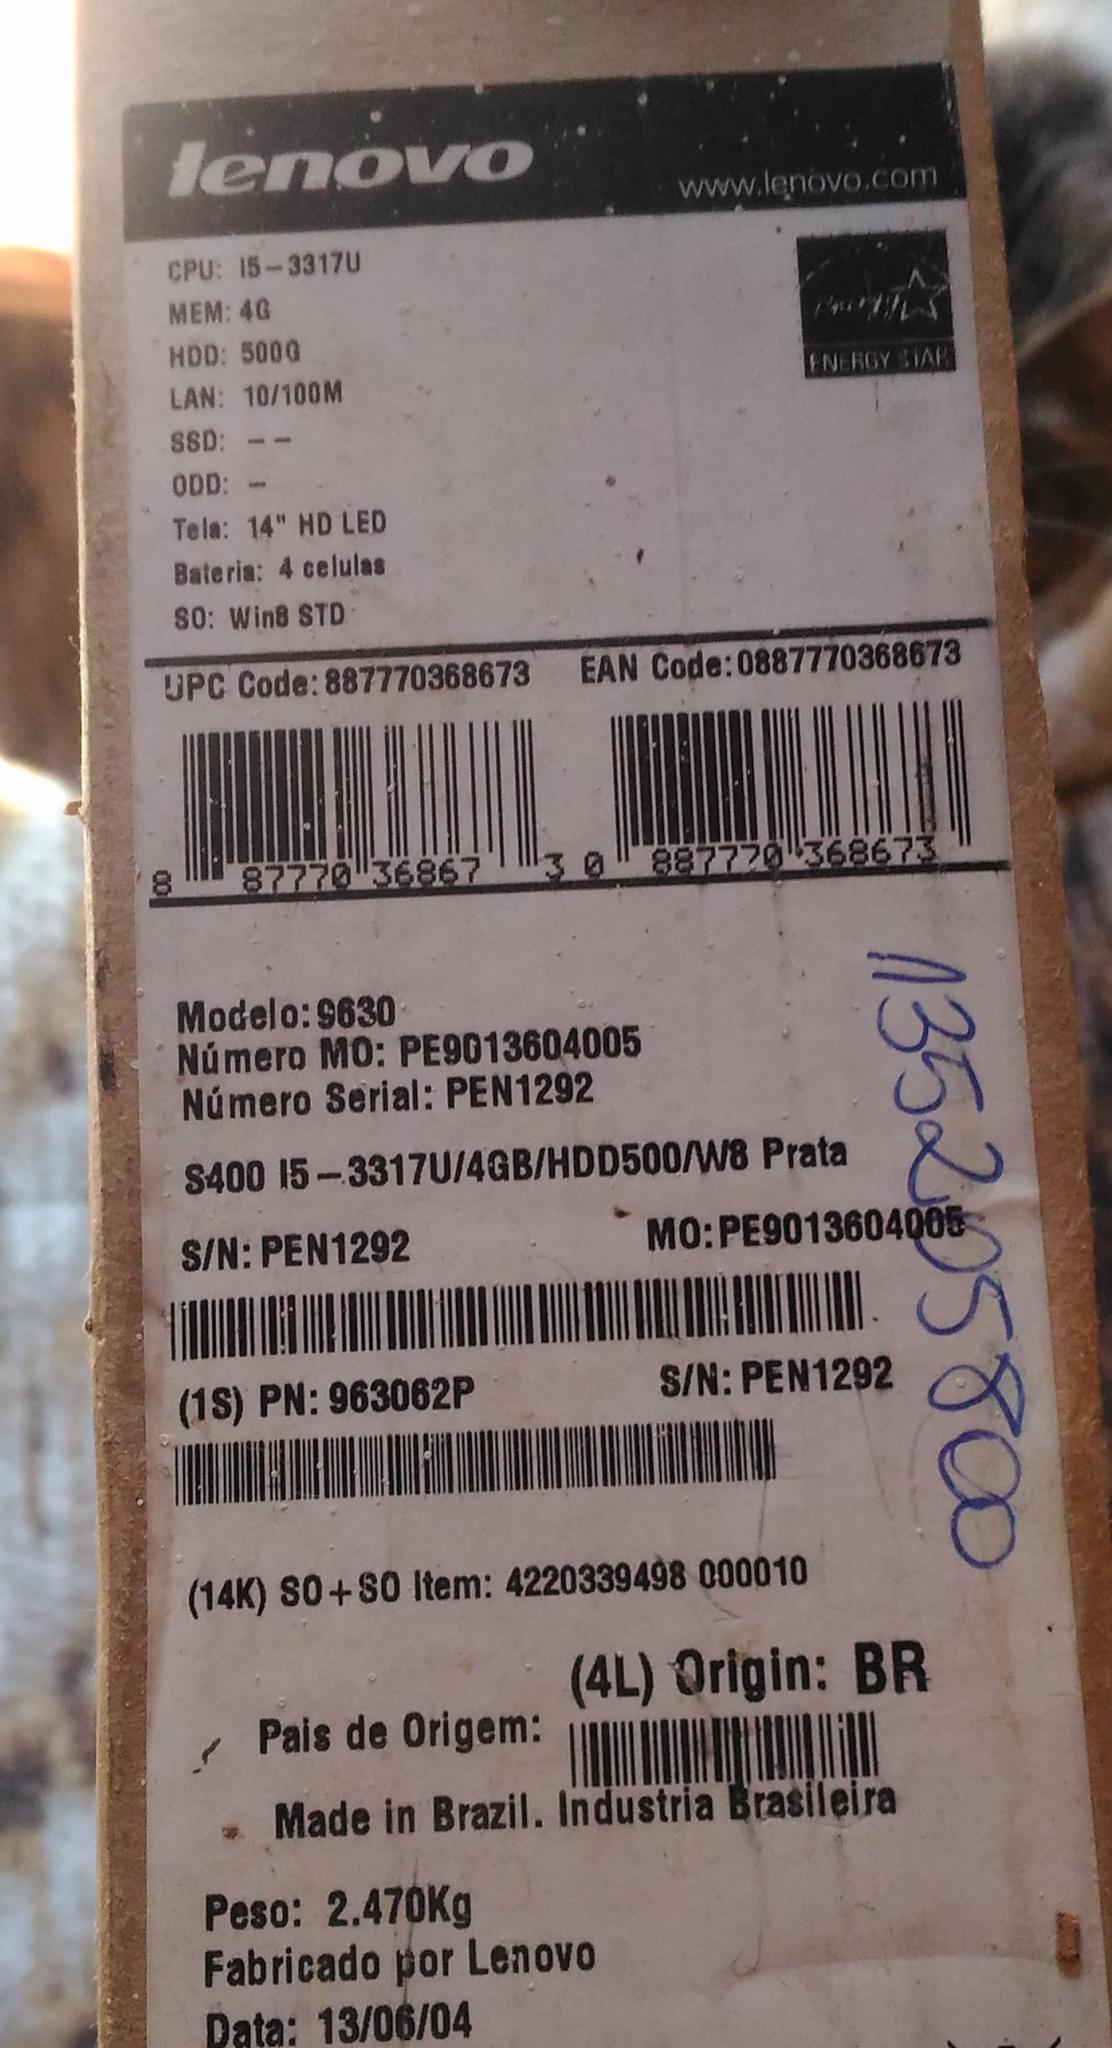 lenovo
www.lenovo.com
CPU: I5-3317U
MEM: 4G
HDD: 500G
LAN: 10/100M
SSD: --
ODD: -
Tela: 14" HD LED
Bateria: 4 celulas
SO: Win8 STD
ENERGY STAR
UPC Code:887770368673 EAN Code:0887770368673
8 87770 36867 3 0 887770 368673
Modelo:9630
Número MO: PE9013604005
Número Serial: PEN1292
S400 I5-3317U/4GB/HDD500/W8 Prata
S/N: PEN1292 MO:PE9013604005
(1S) PN: 963062P S/N: PEN1292
(14K) SO+SO Item: 4220339498 000010
(4L) Origin: BR
Pais de Origem:
Made in Brazil. Industria Brasileira
Peso: 2.470Kg
Fabricado por Lenovo
Data: 13/06/04
135205800